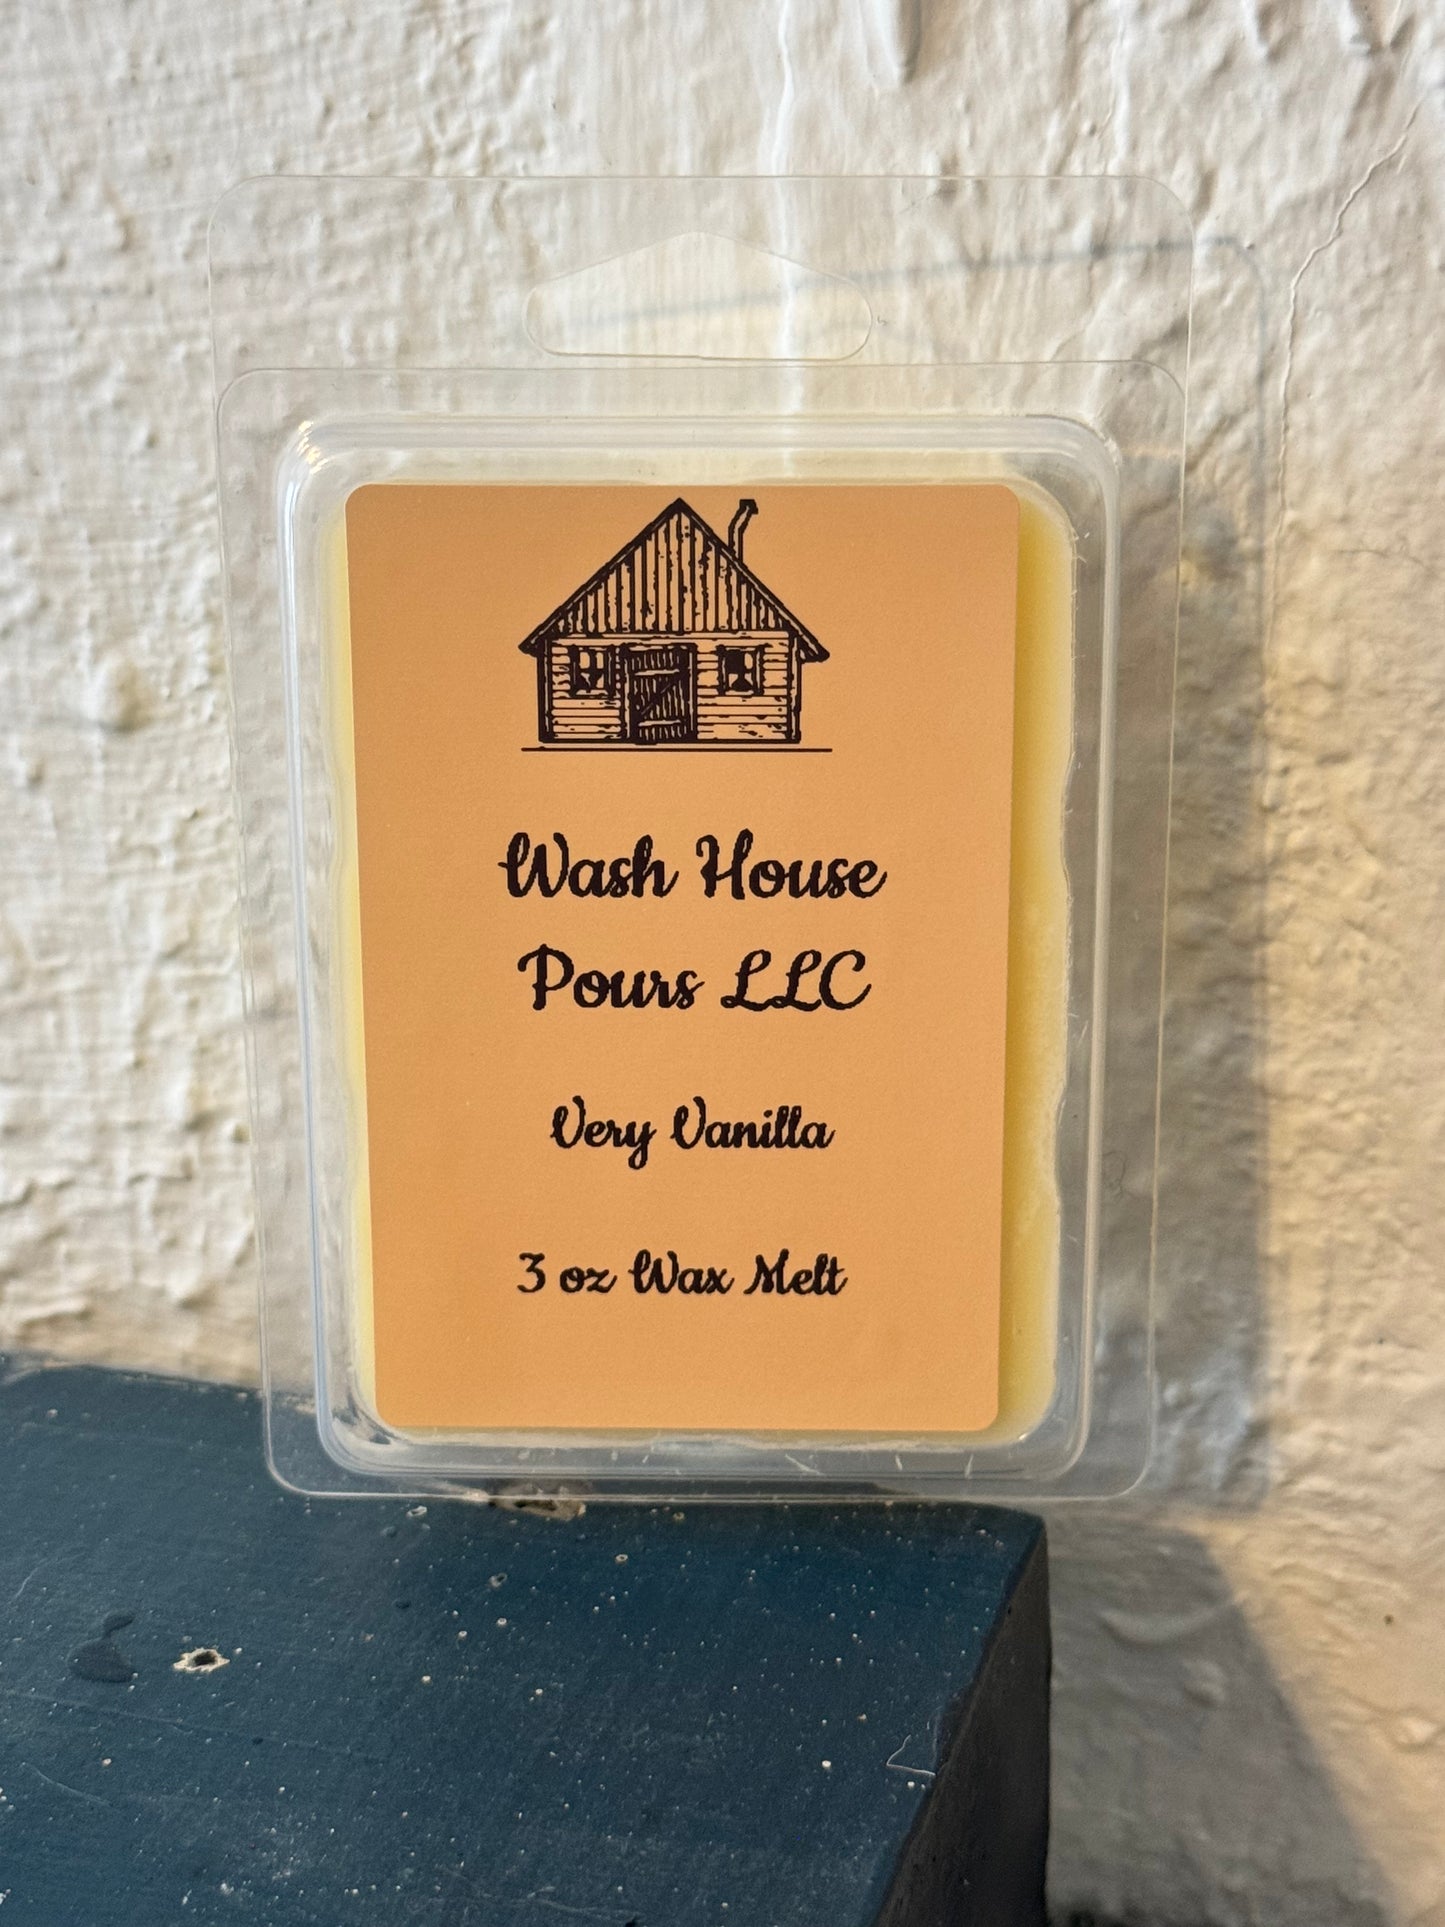 Wash House
Pours LLC
Very Vanilla
3 oz Wax Melt